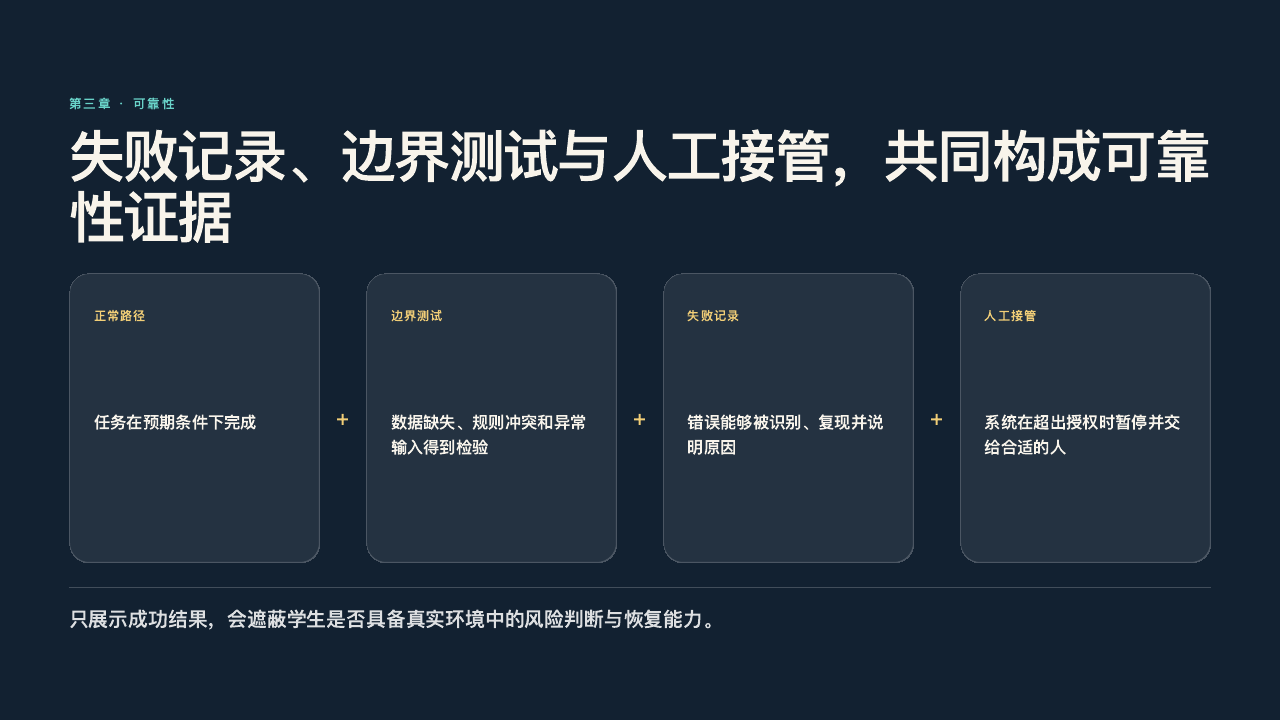 第三章 · 可靠性
失败记录、边界测试与人工接管，共同构成可靠
性证据
正常路径
任务在预期条件下完成
+
边界测试
数据缺失、规则冲突和异常
输入得到检验
+
失败记录
错误能够被识别、复现并说
明原因
+
人工接管
系统在超出授权时暂停并交
给合适的人
只展示成功结果，会遮蔽学生是否具备真实环境中的风险判断与恢复能力。